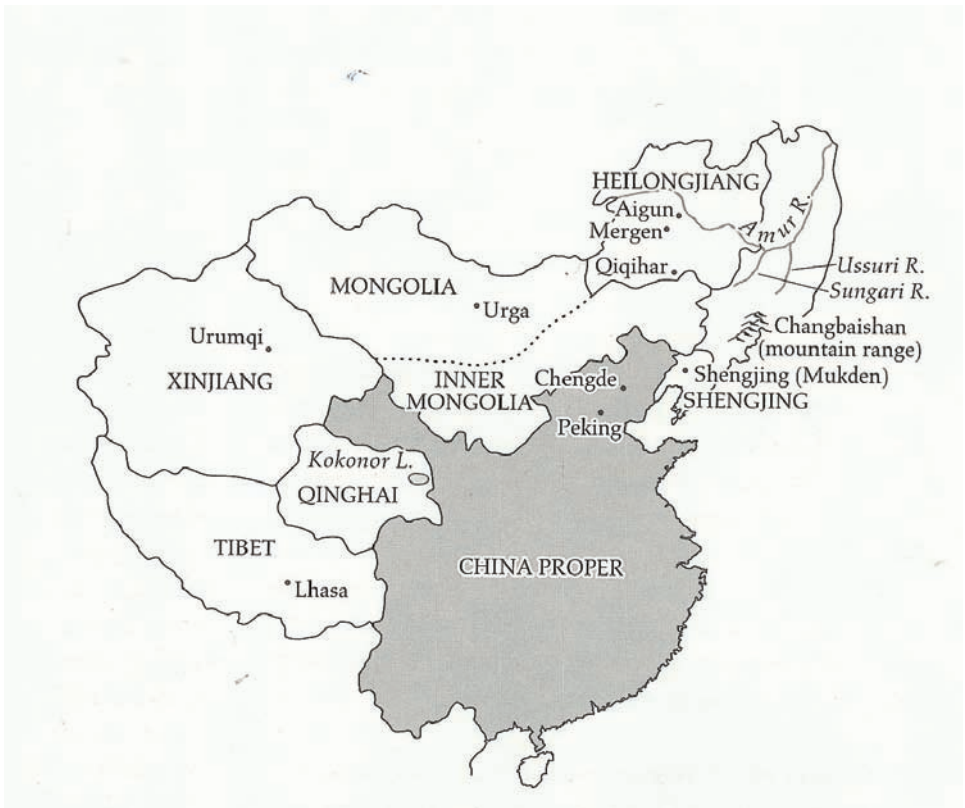 HEILONGJIANG
Aigun
Mergen
Amur R.
Qiqihar
Ussuri R.
Sungari R.
MONGOLIA
Urga
Urumqi
Changbaishan
(mountain range)
XINJIANG
INNER
MONGOLIA
Chengde
Shengjing (Mukden)
SHENGJING
Peking
Kokonor L.
QINGHAI
TIBET
Lhasa
CHINA PROPER